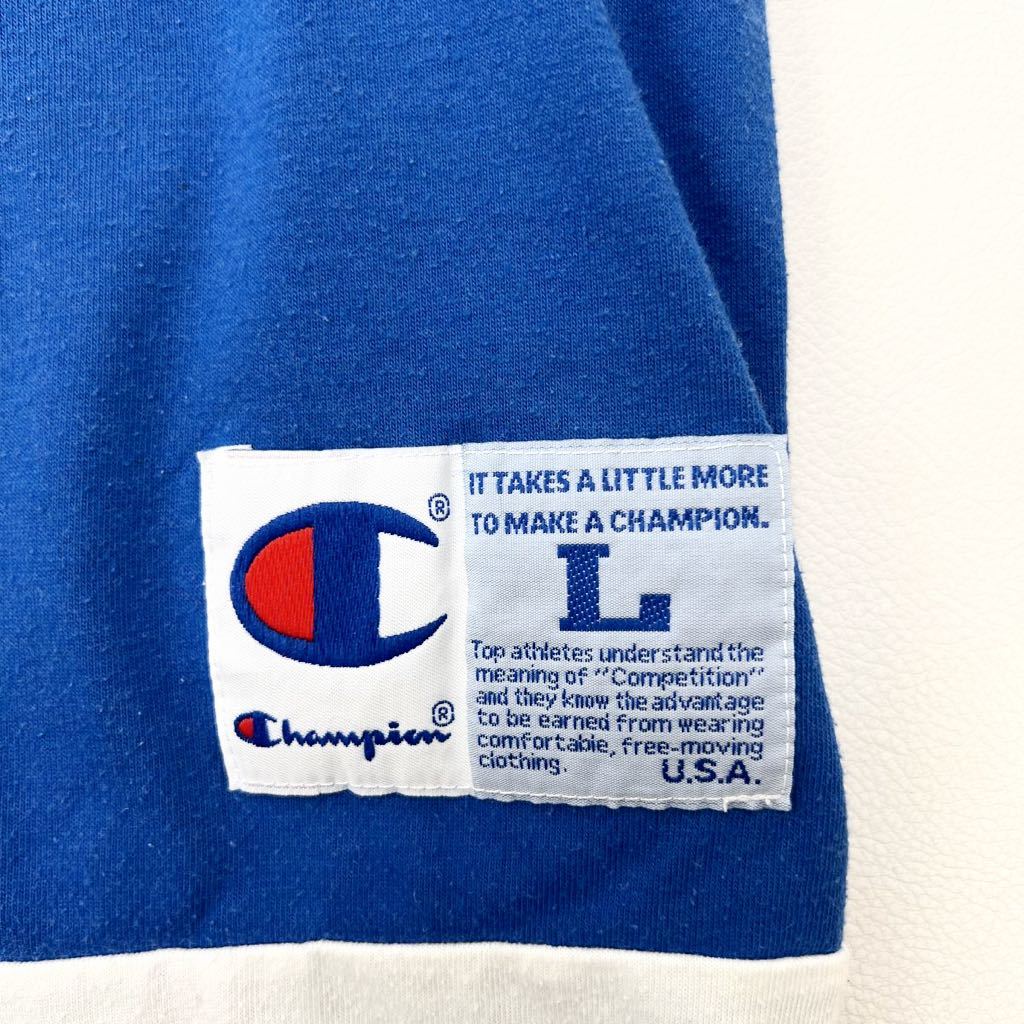 ®
Champion®
IT TAKES A LITTLE MORE
TO MAKE A CHAMPION.
L
Top athletes understand the
meaning of "Competition"
and they know the advantage
to be earned from wearing
comfortable, free-moving
clothing.
U.S.A.